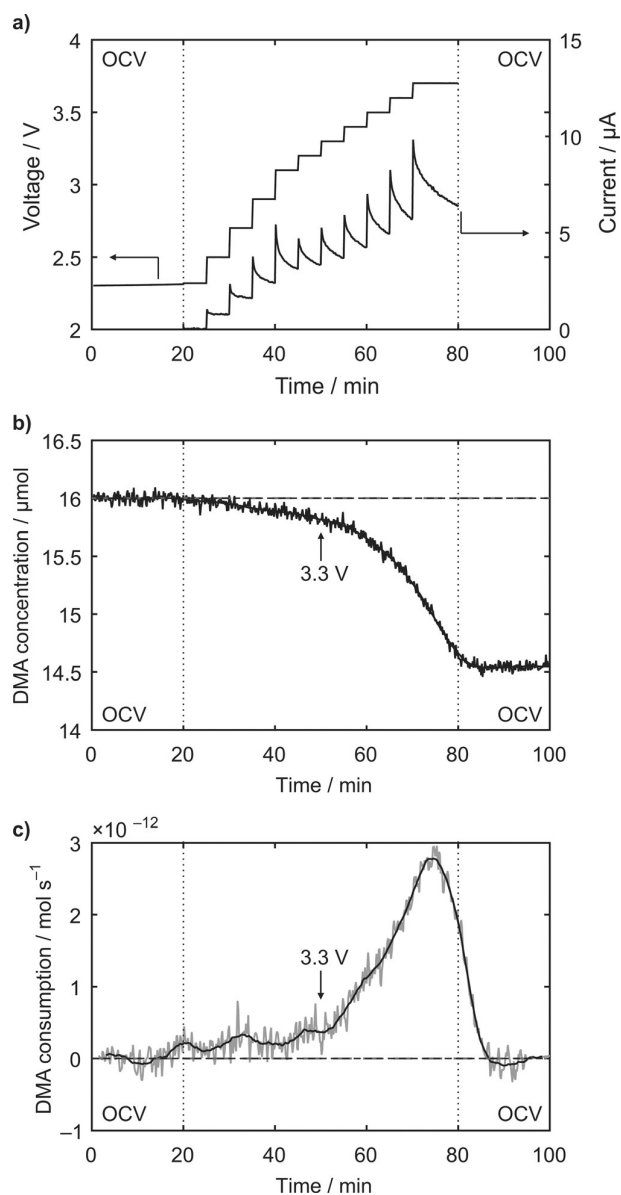 a)
OCV
OCV
4
3.5
3
2.5
2
Voltage / V
15
10
5
0
Current / µA
0
20
40
60
80
100
Time / min
b)
16.5
16
15.5
15
14.5
14
DMA concentration / µmol
3.3 V
OCV
OCV
0
20
40
60
80
100
Time / min
c)
×10 –12
3
2
1
0
–1
DMA consumption / mol s–1
3.3 V
OCV
OCV
0
20
40
60
80
100
Time / min